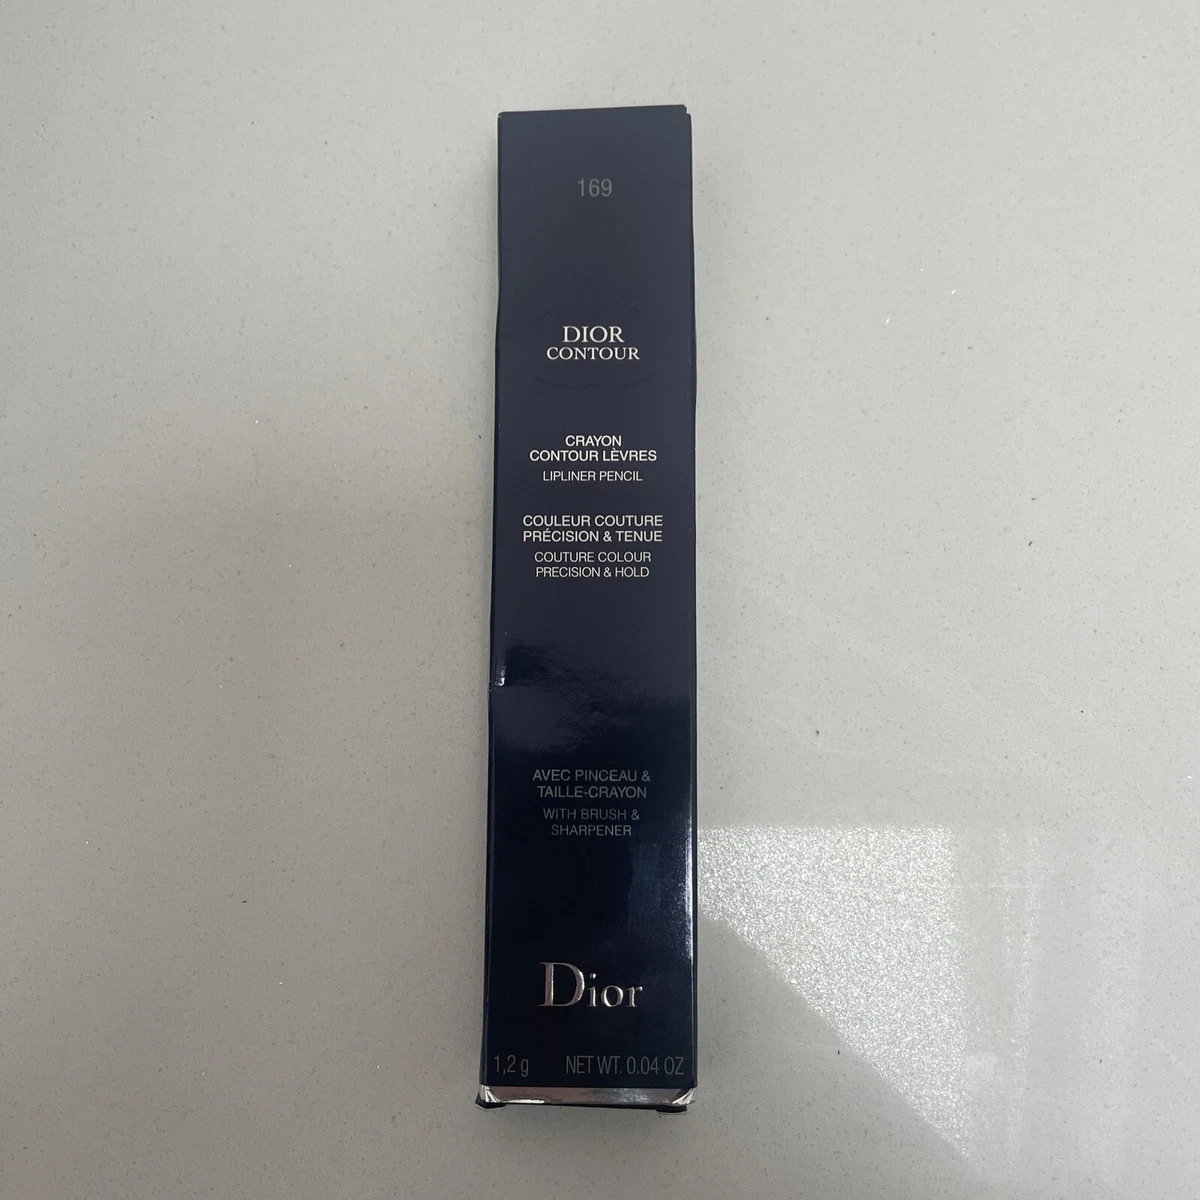 169
DIOR
CONTOUR
CRAYON
CONTOUR LÈVRES
LIPLINER PENCIL
COULEUR COUTURE
PRÉCISION & TENUE
COUTURE COLOUR
PRECISION & HOLD
AVEC PINCEAU &
TAILLE-CRAYON
WITH BRUSH &
SHARPENER
Dior
1,2 g NET WT. 0.04 OZ